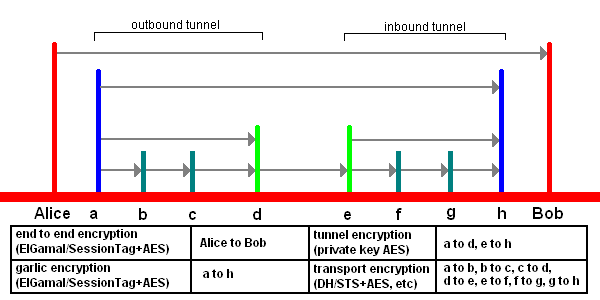 outbound tunnel inbound tunnel
Alice a b c d e f g h Bob
end to end encryption
(ElGamal/SessionTag+AES)
Alice to Bob
tunnel encryption
(private key AES)
a to d, e to h
garlic encryption
(ElGamal/SessionTag+AES)
a to h
transport encryption
(DH/STS+AES, etc)
a to b, b to c, c to d,
d to e, e to f, f to g, g to h